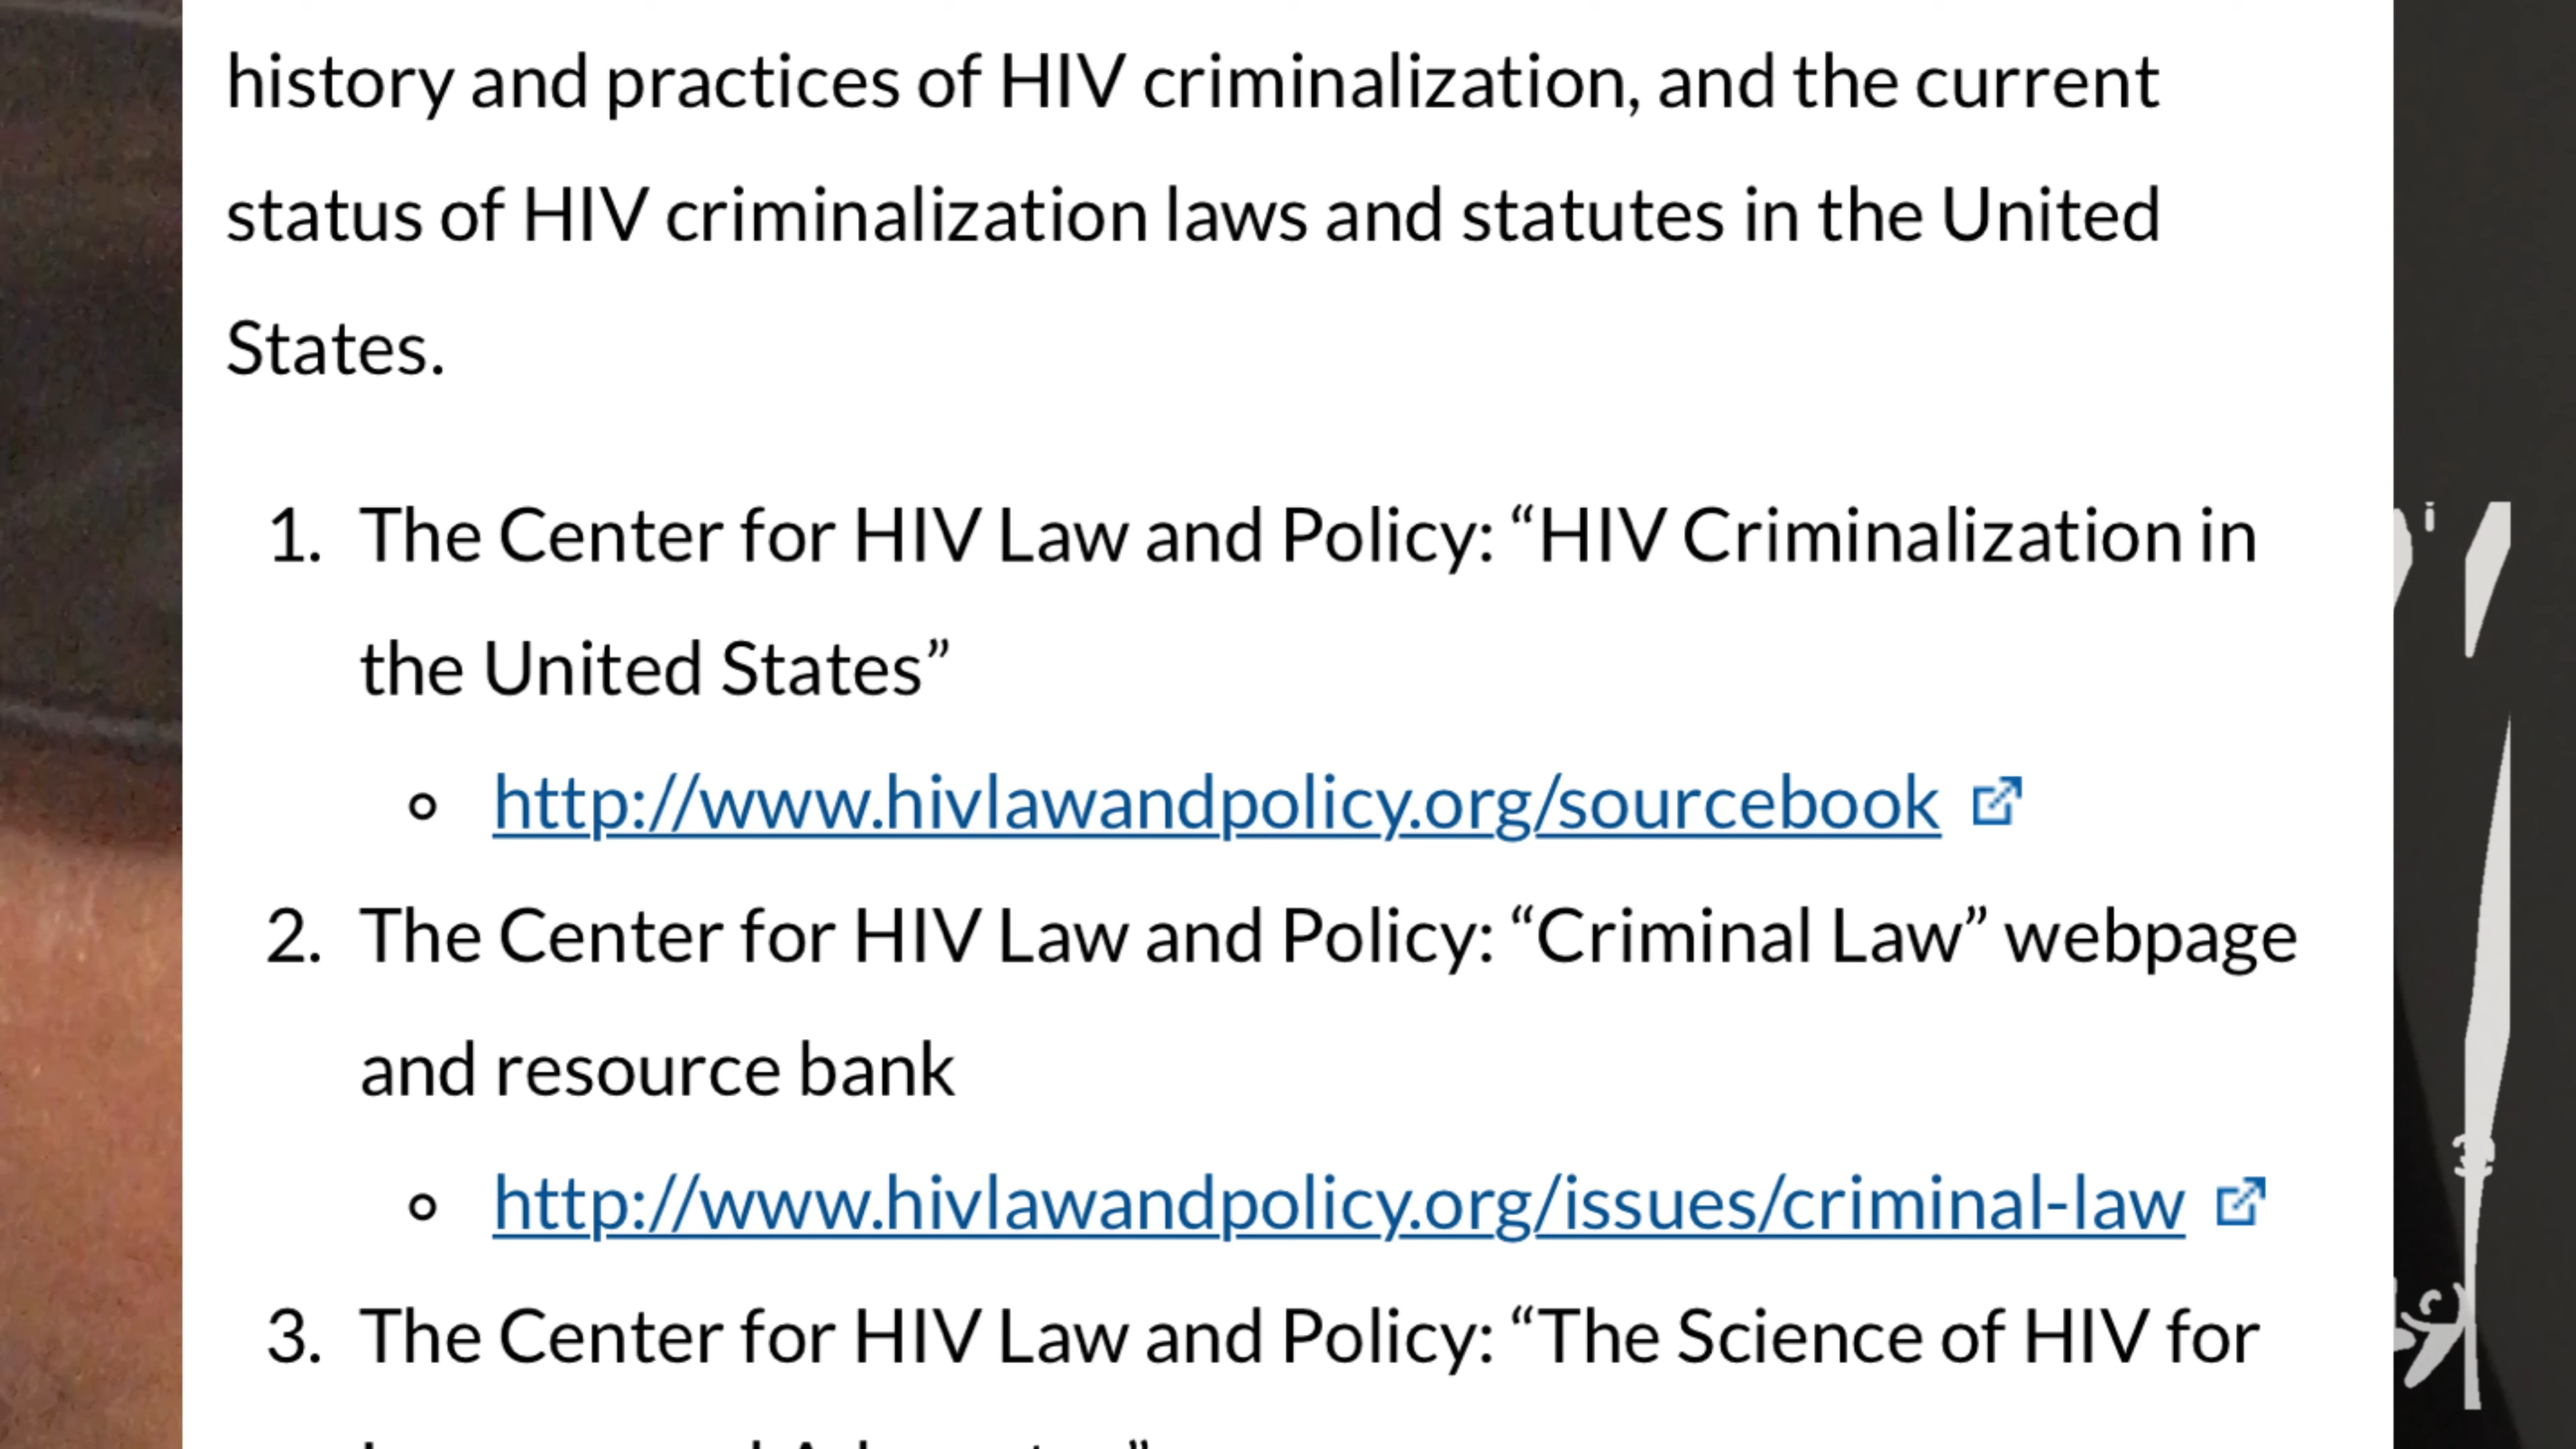 history and practices of HIV criminalization, and the current
status of HIV criminalization laws and statutes in the United
States.
1. The Center for HIV Law and Policy: “HIV Criminalization in
the United States”
http://www.hivlawandpolicy.org/sourcebook
2. The Center for HIV Law and Policy: “Criminal Law” webpage
and resource bank
http://www.hivlawandpolicy.org/issues/criminal-law
3. The Center for HIV Law and Policy: “The Science of HIV for